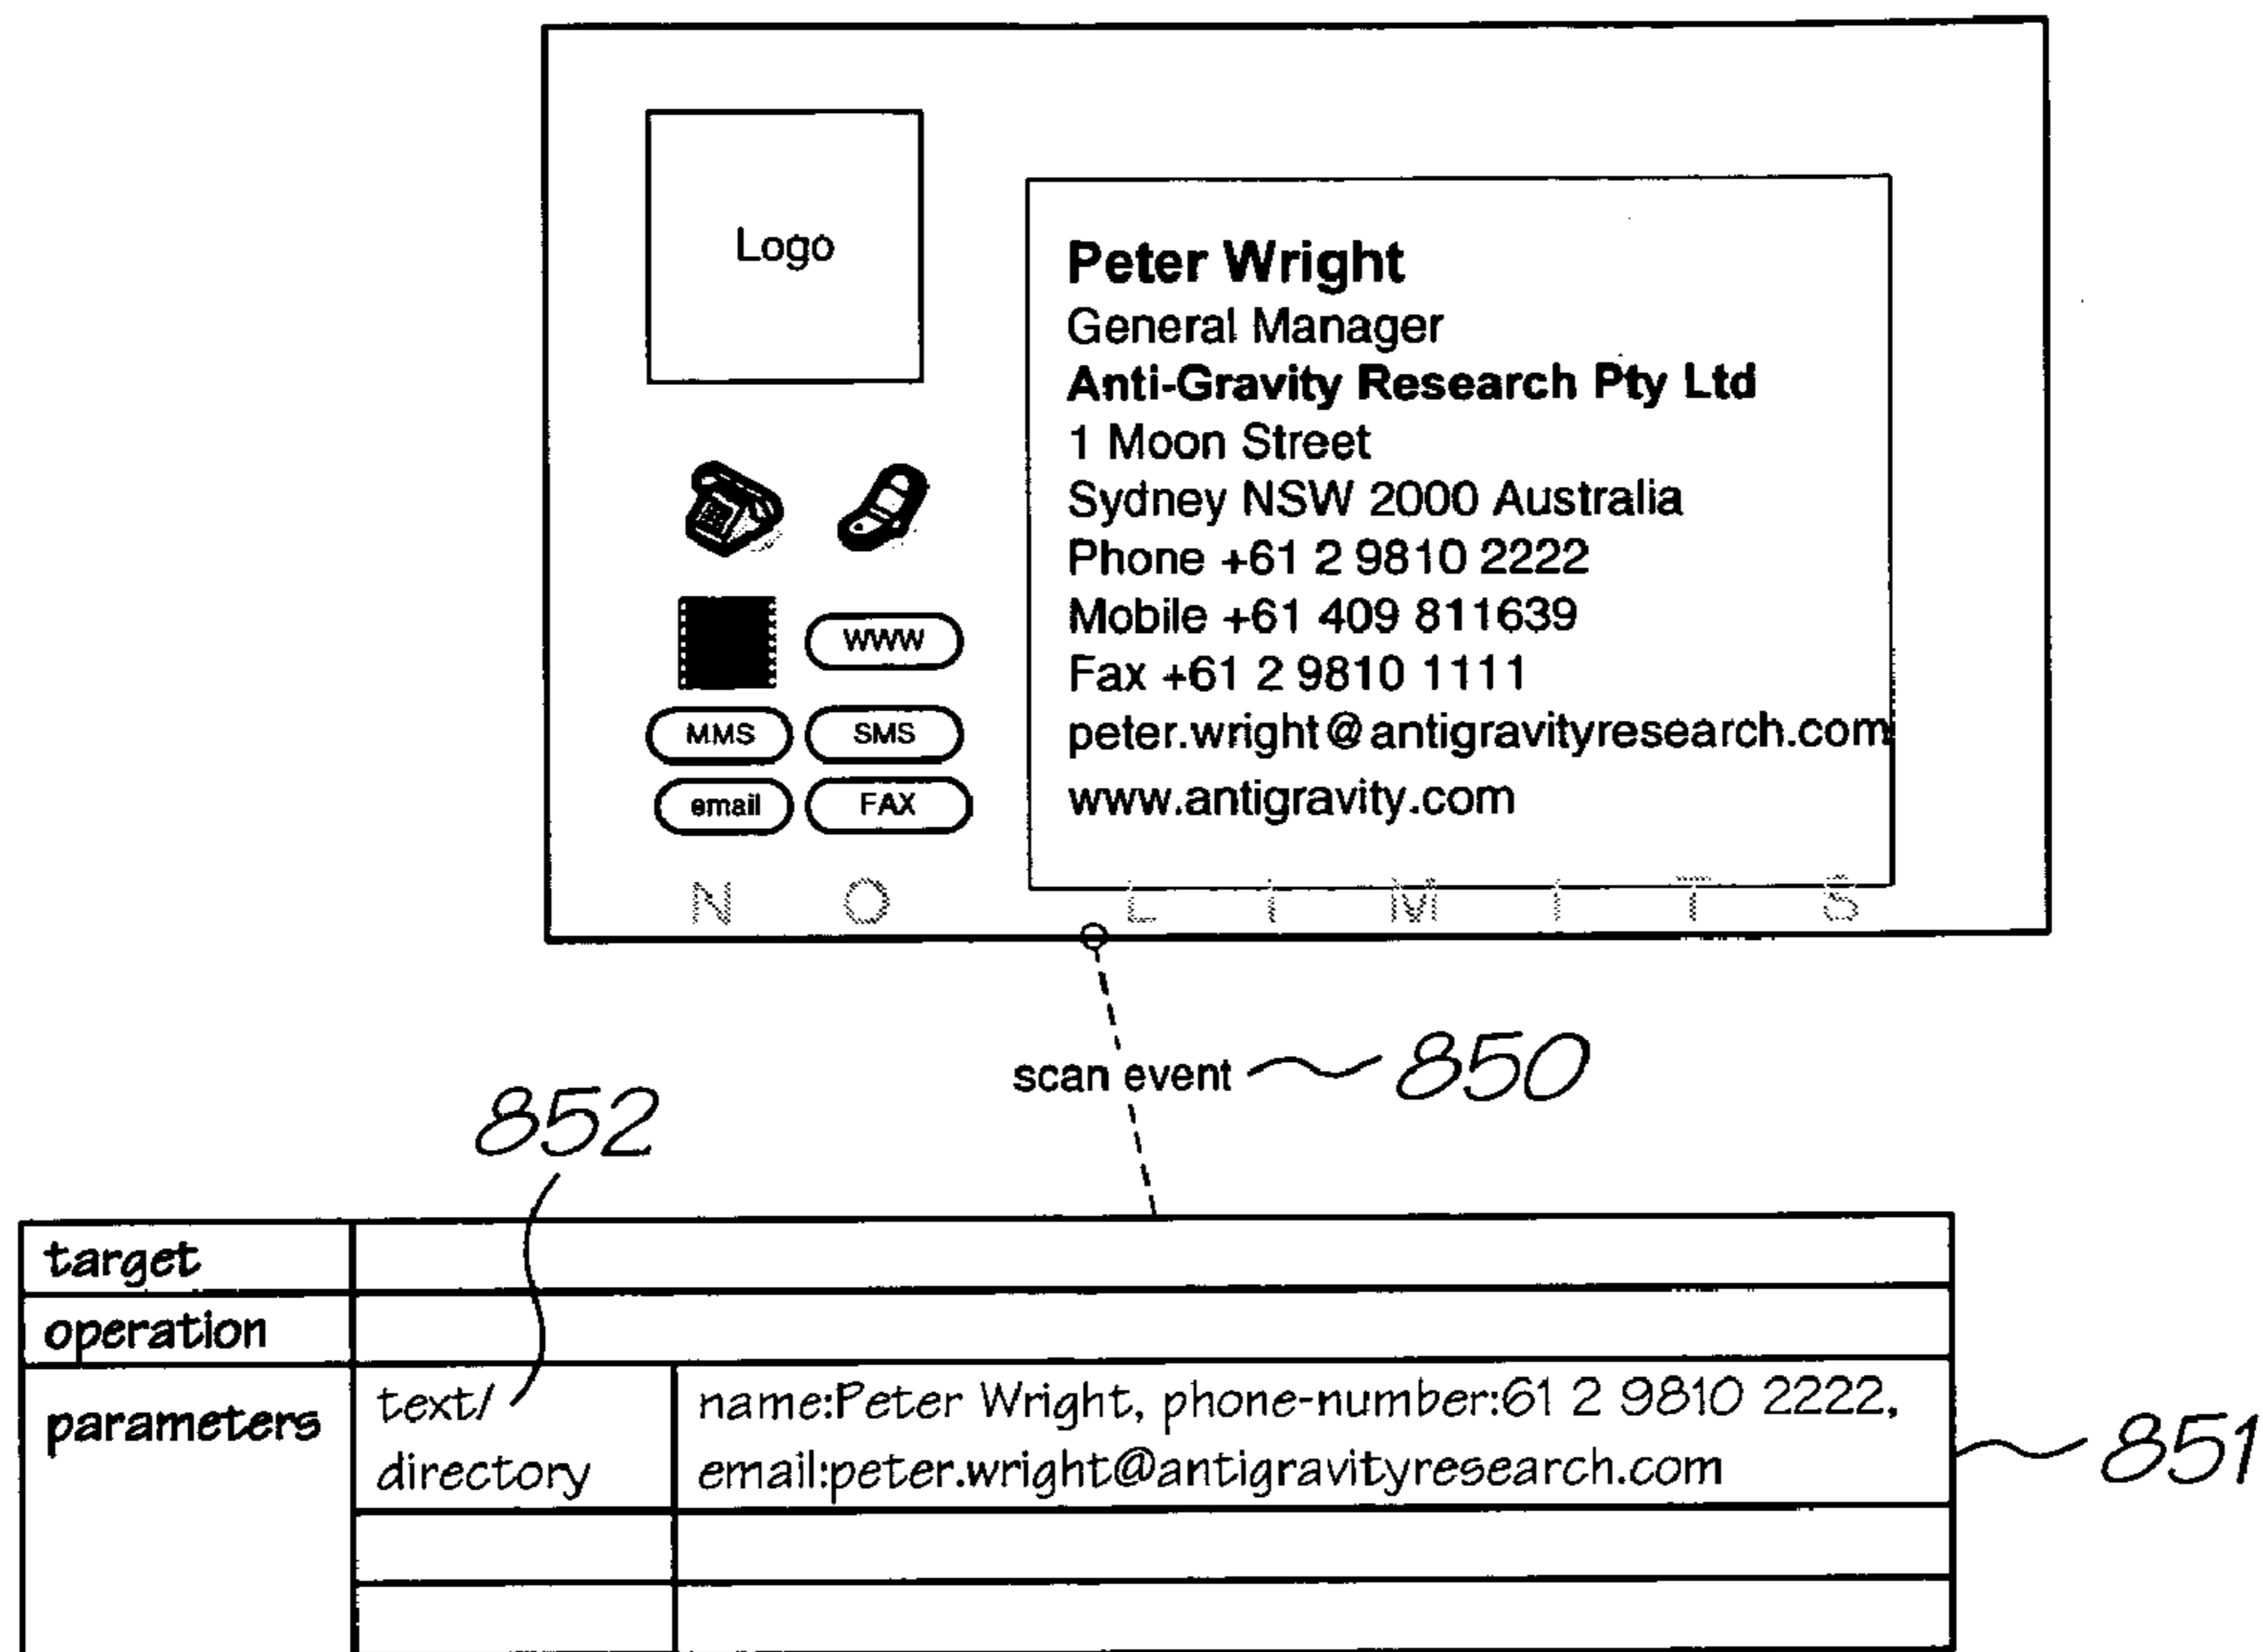 Logo
Peter Wright
General Manager
Anti-Gravity Research Pty Ltd
1 Moon Street
Sydney NSW 2000 Australia
Phone +61 2 9810 2222
Mobile +61 409 811639
Fax +61 2 9810 1111
peter.wright@antigravityresearch.com
www.antigravity.com
WWW
MMS SMS
email FAX
N O L I M I T S
scan event 850
852
target
operation
parameters
text/
directory
name:Peter Wright, phone-number:61 2 9810 2222,
email:peter.wright@antigravityresearch.com
851